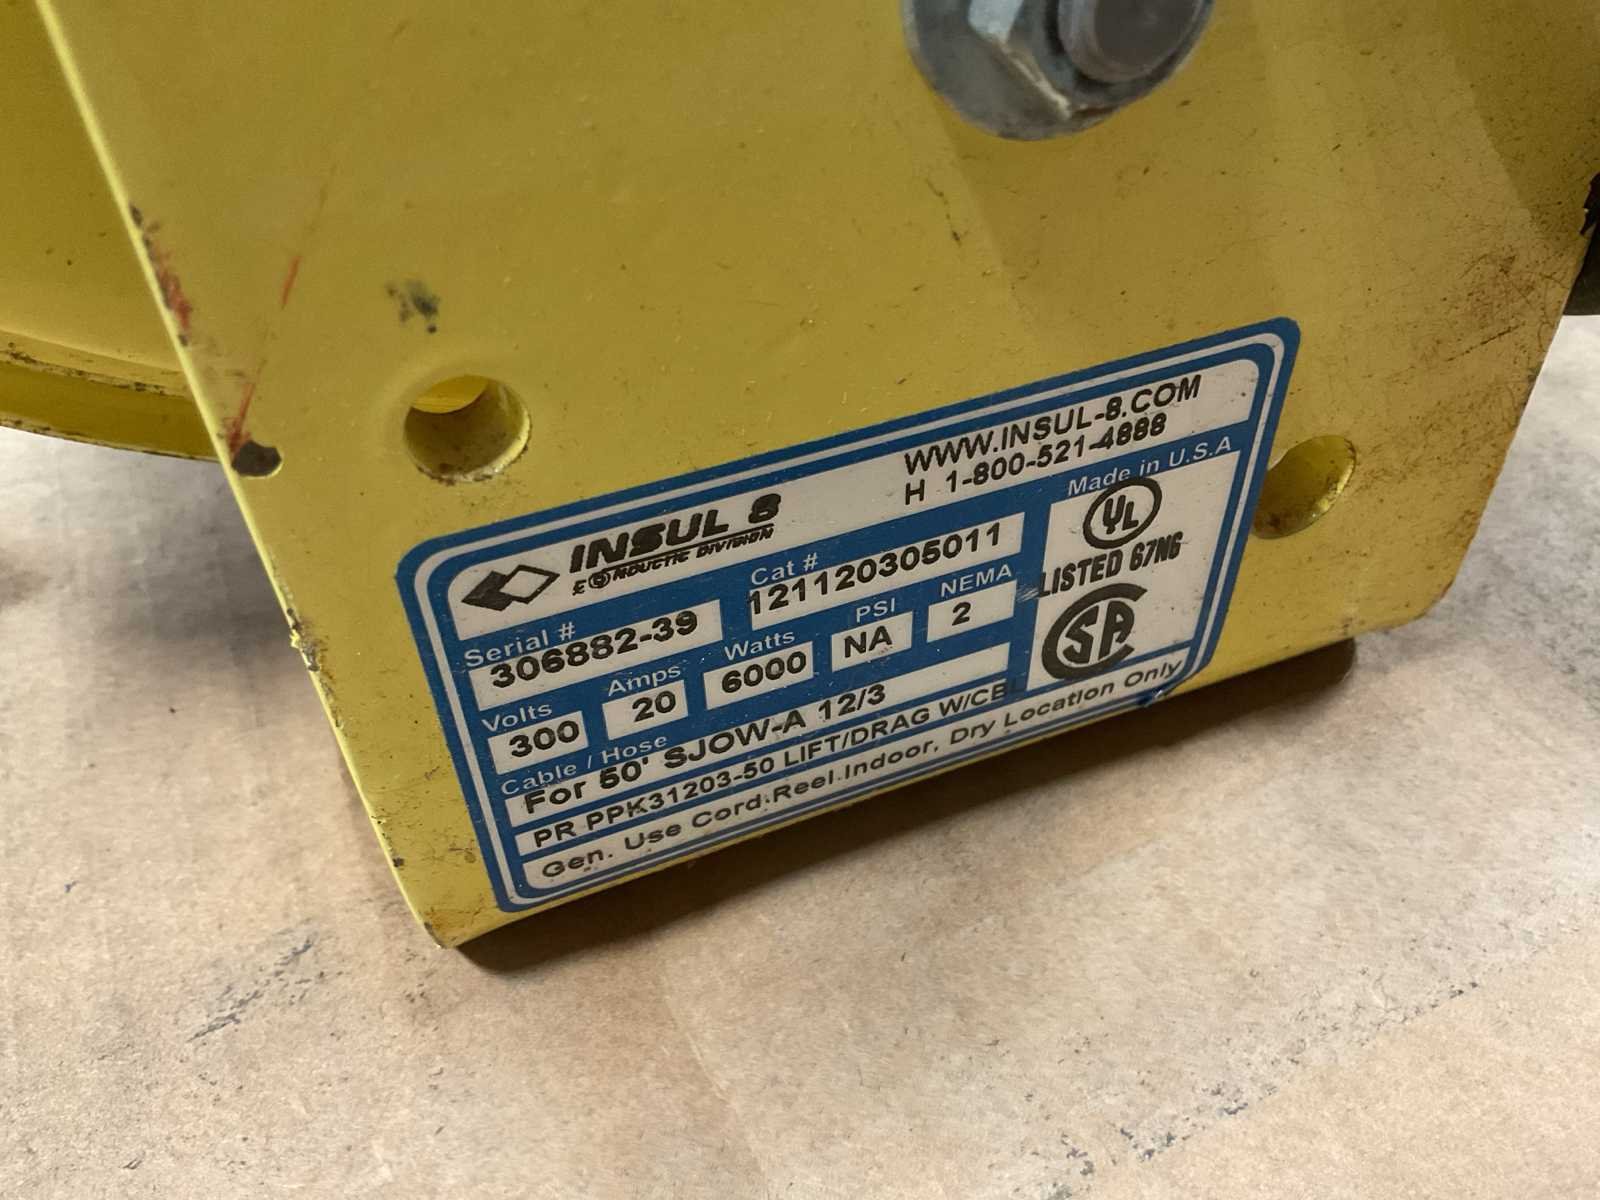 INSUL 8
WWW.INSUL-8.COM
H 1-800-521-4888
Made in U.S.A
Serial #
306882-39
Cat #
121120305011
Volts
300
Amps
20
Watts
6000
PSI
NA
NEMA
2
UL
LISTED 67N6
Cable / Hose
For 50' SJOW-A 12/3
PR PPK31203-50 LIFT/DRAG W/CBL
Gen. Use Cord Reel Indoor, Dry Location Only